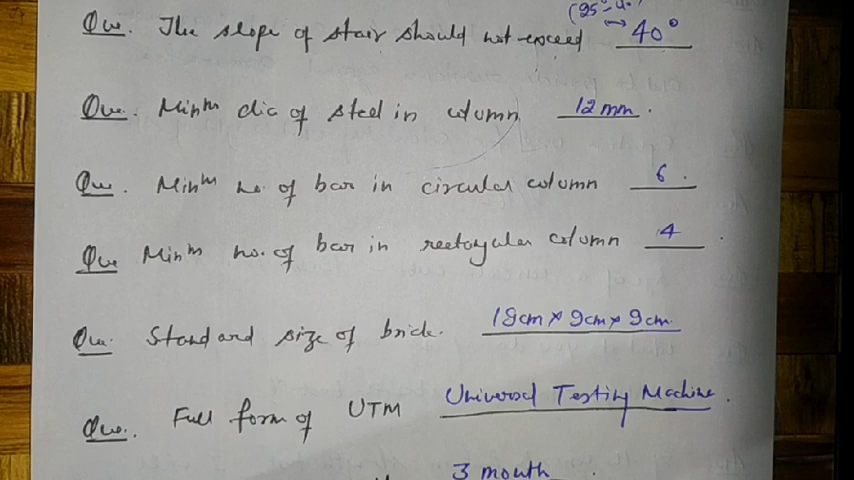 (25°-40°)
Que. The slope of stair should not exceed 40°
Que. Minᵐ dia of steel in column 12 mm.
Que. Minᵐ no. of bar in circular column 6.
Que Minᵐ no. of bar in rectangular column 4.
Que. Standard size of brick. 19cm × 9cm × 9cm.
Que. Full form of UTM Universal Testing Machine.
3 month.